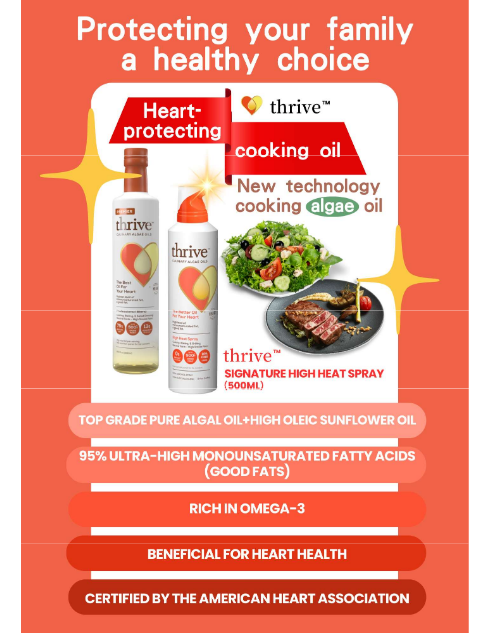 Protecting your family
a healthy choice
Heart-
protecting
thrive™
cooking oil
New technology
cooking algae oil
thrive
thrive
thrive™
SIGNATURE HIGH HEAT SPRAY
(500ML)
TOP GRADE PURE ALGAL OIL+HIGH OLEIC SUNFLOWER OIL
95% ULTRA-HIGH MONOUNSATURATED FATTY ACIDS
(GOOD FATS)
RICH IN OMEGA-3
BENEFICIAL FOR HEART HEALTH
CERTIFIED BY THE AMERICAN HEART ASSOCIATION